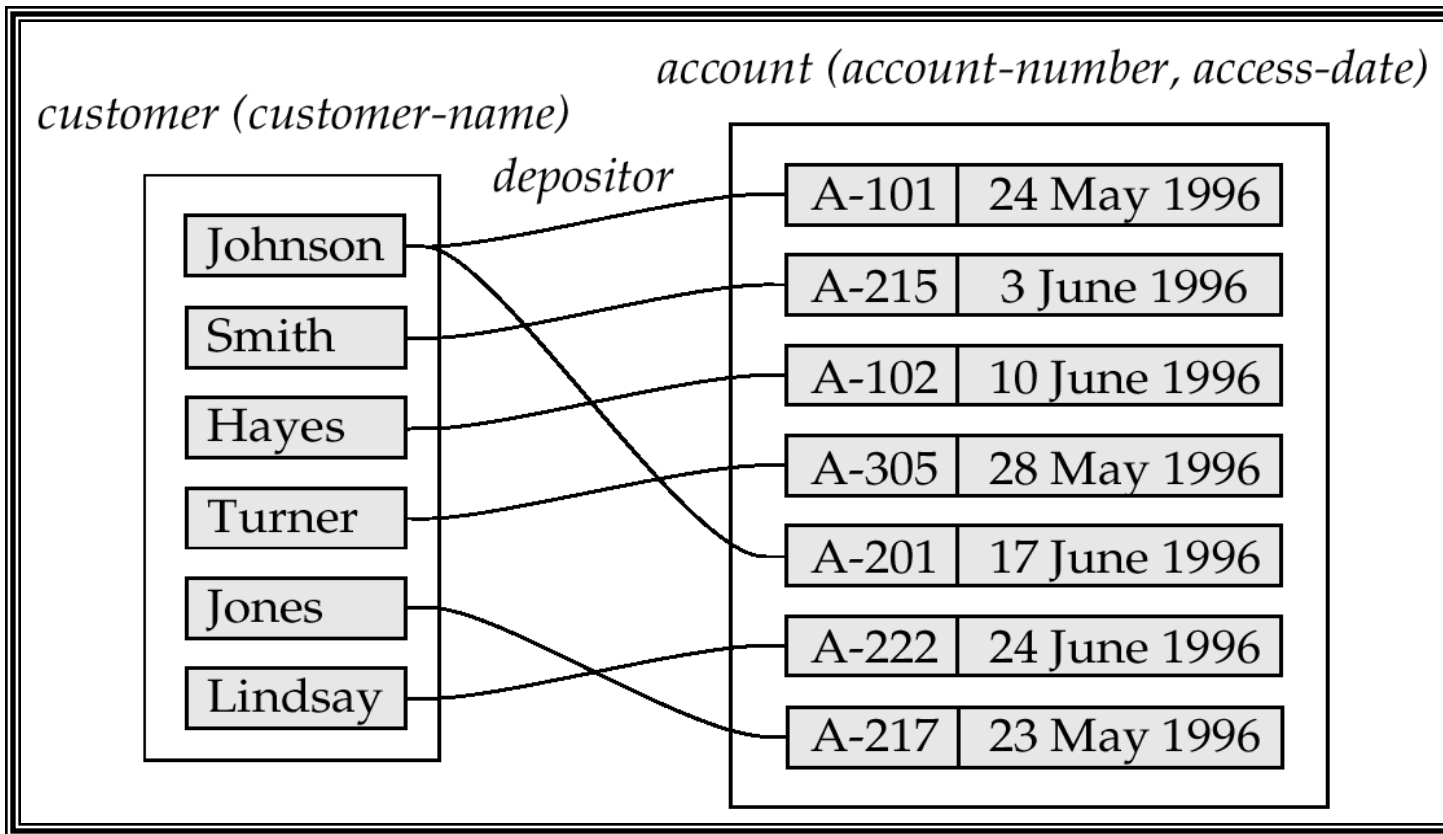 account (account-number, access-date)
customer (customer-name)
depositor
Johnson
Smith
Hayes
Turner
Jones
Lindsay
A-101 24 May 1996
A-215 3 June 1996
A-102 10 June 1996
A-305 28 May 1996
A-201 17 June 1996
A-222 24 June 1996
A-217 23 May 1996